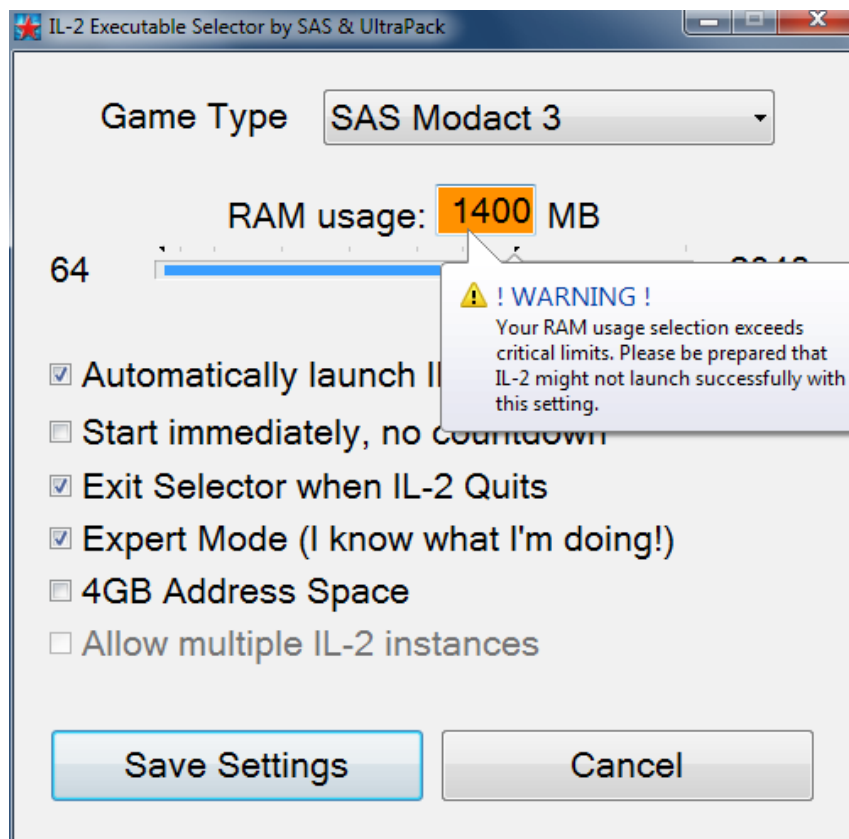 IL-2 Executable Selector by SAS & UltraPack
Game Type SAS Modact 3
RAM usage: 1400 MB
64
! WARNING !
Your RAM usage selection exceeds
critical limits. Please be prepared that
IL-2 might not launch successfully with
this setting.
Automatically launch
Start immediately, no countdown
Exit Selector when IL-2 Quits
Expert Mode (I know what I'm doing!)
4GB Address Space
Allow multiple IL-2 instances
Save Settings Cancel